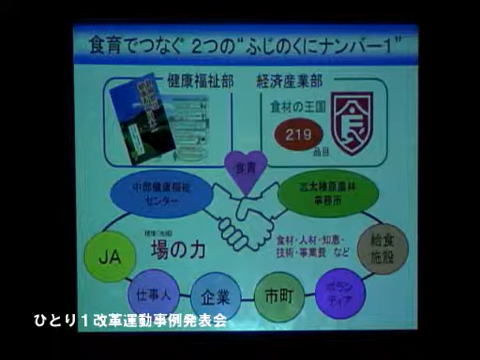 食育でつなぐ 2つの“ふじのくにナンバー1”
健康福祉部
経済産業部
食材の王国
219
品目
食育
中部健康福祉
センター
志太榛原農林
事務所
場の力
食材・人材・知恵・
技術・事業費 など
JA
給食
施設
仕事人
企業
市町
ボラン
ティア
ひとり1改革運動事例発表会